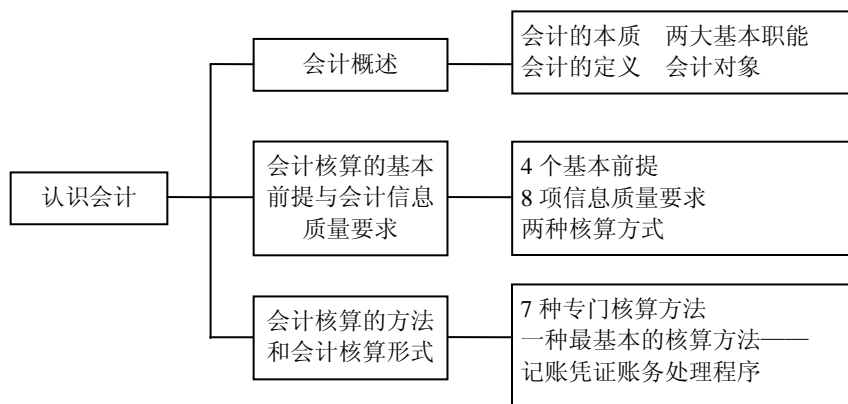 认识会计
会计概述
会计的本质 两大基本职能
会计的定义 会计对象
会计核算的基本
前提与会计信息
质量要求
4 个基本前提
8 项信息质量要求
两种核算方式
会计核算的方法
和会计核算形式
7 种专门核算方法
一种最基本的核算方法——
记账凭证账务处理程序